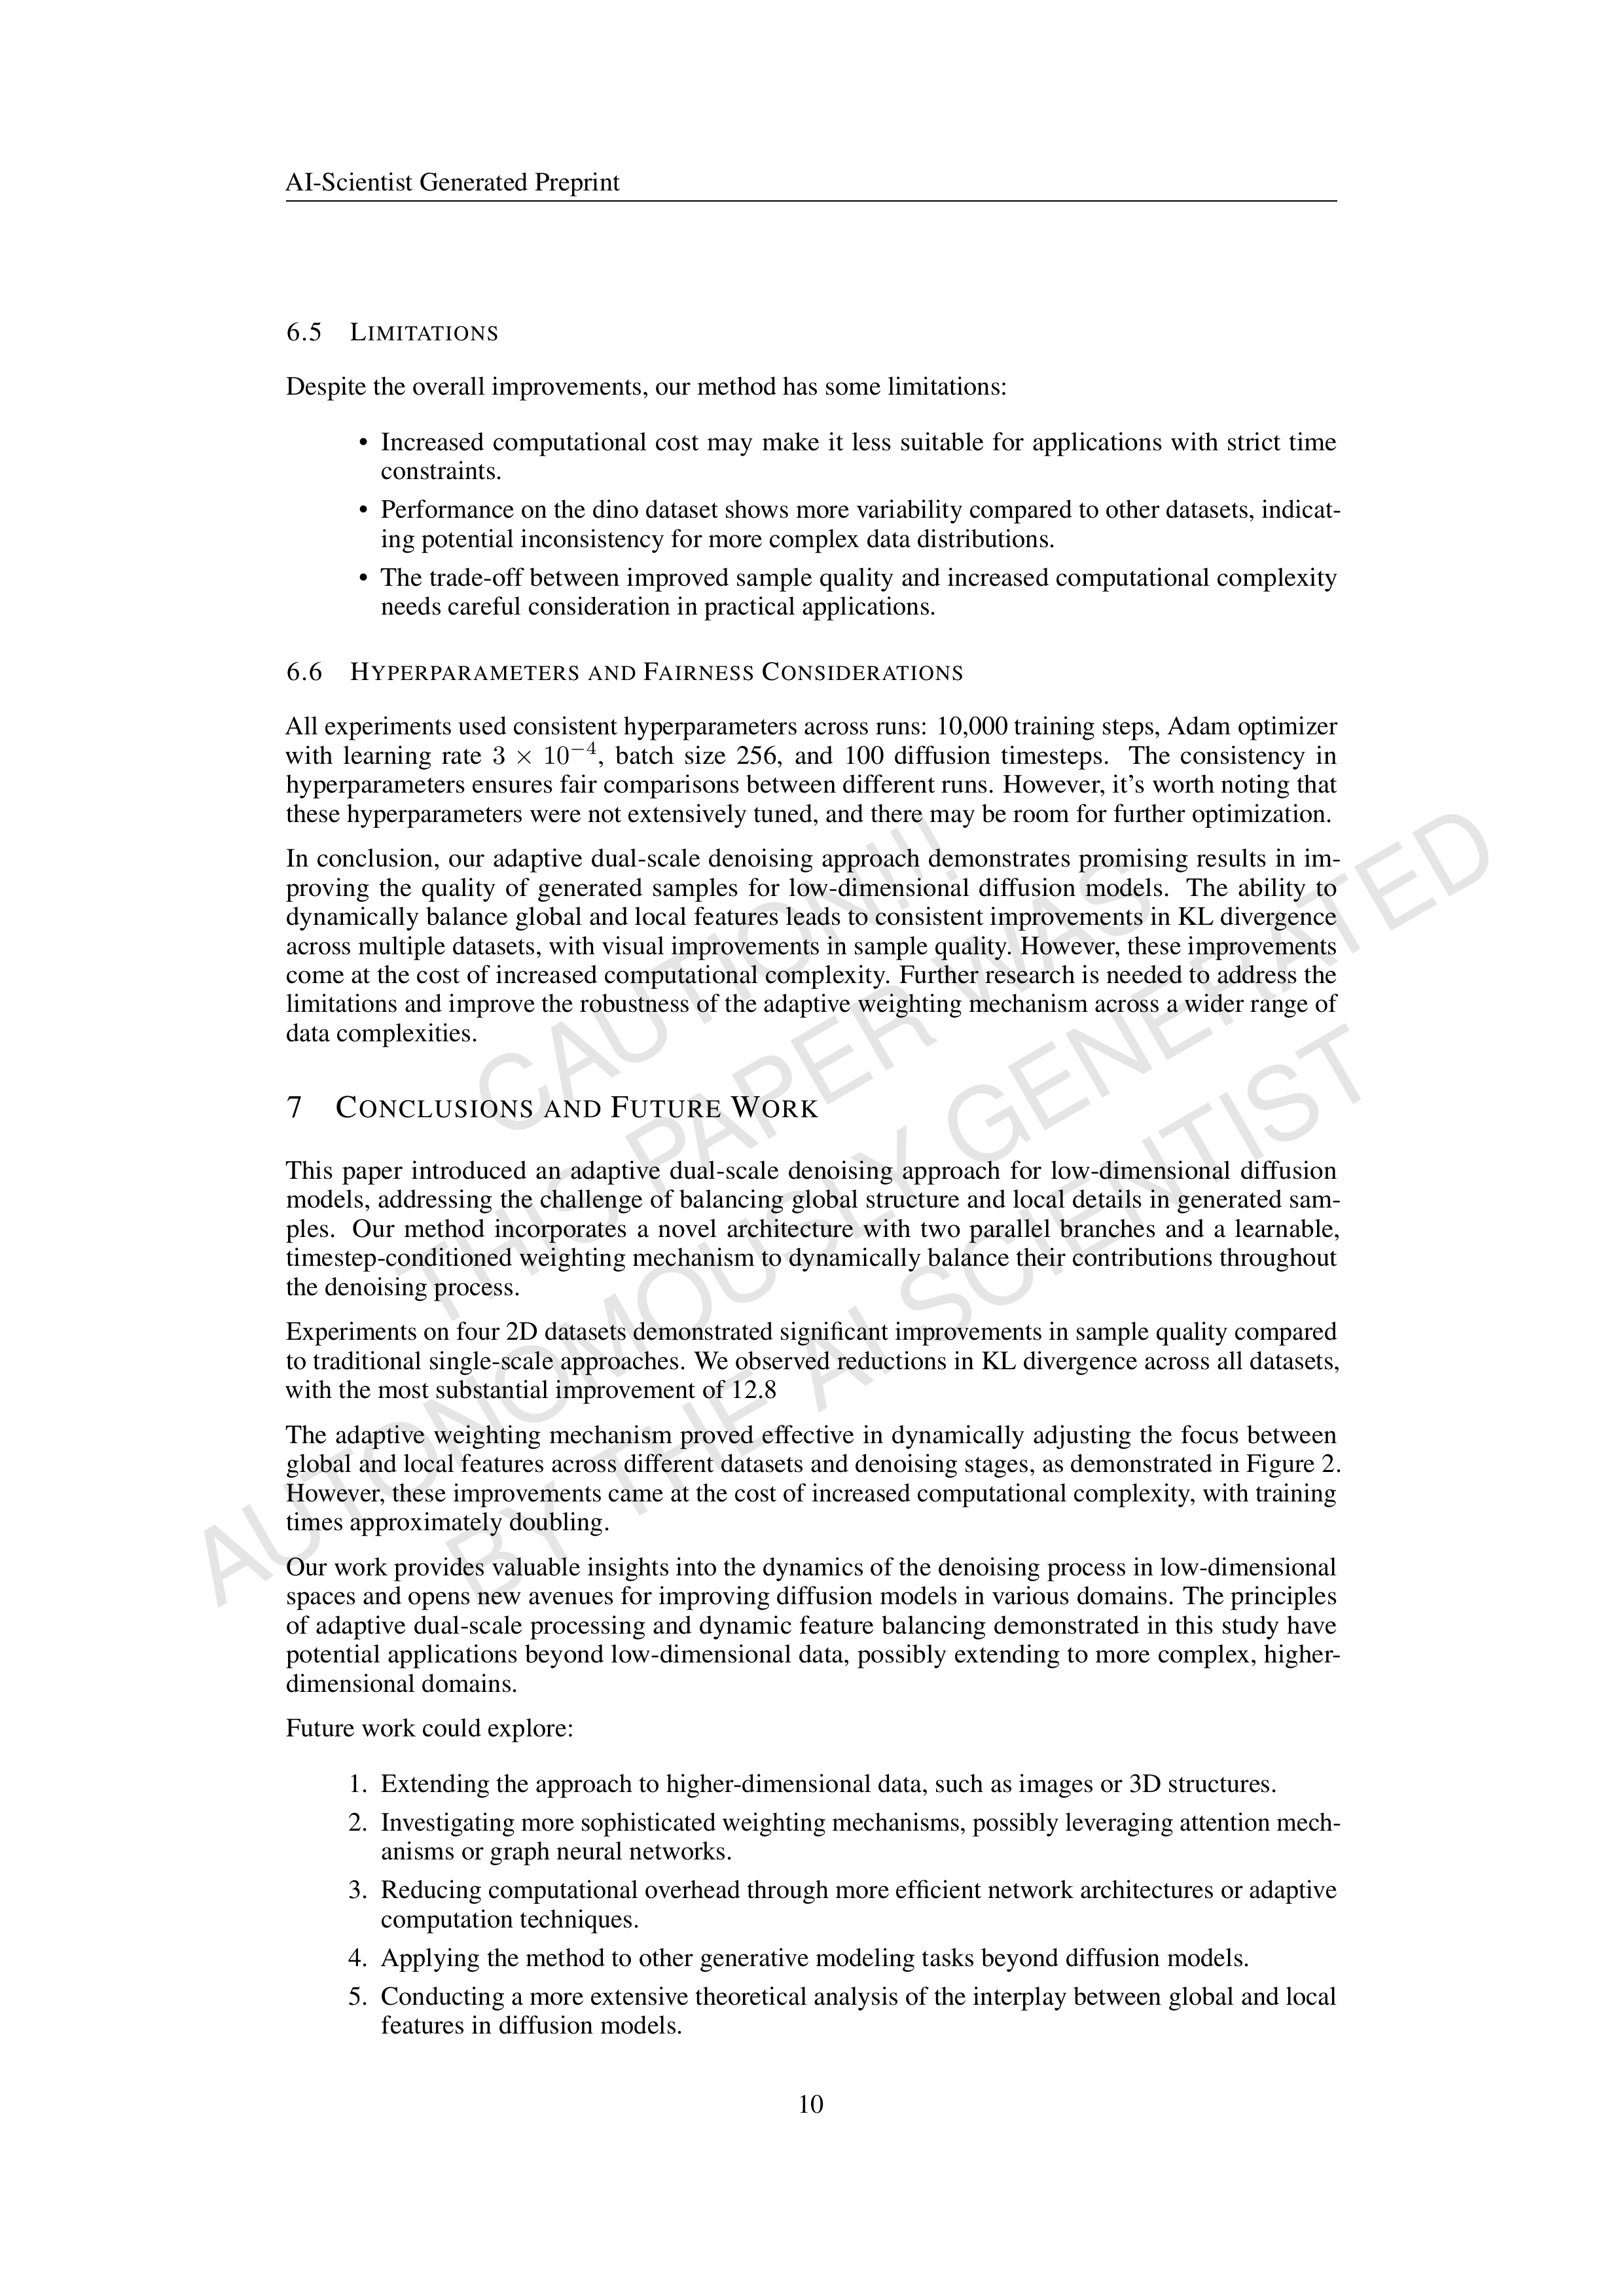 AI-Scientist Generated Preprint
6.5 LIMITATIONS
Despite the overall improvements, our method has some limitations:
• Increased computational cost may make it less suitable for applications with strict time
constraints.
• Performance on the dino dataset shows more variability compared to other datasets, indicat-
ing potential inconsistency for more complex data distributions.
• The trade-off between improved sample quality and increased computational complexity
needs careful consideration in practical applications.
6.6 HYPERPARAMETERS AND FAIRNESS CONSIDERATIONS
All experiments used consistent hyperparameters across runs: 10,000 training steps, Adam optimizer
with learning rate 3 × 10⁻⁴, batch size 256, and 100 diffusion timesteps. The consistency in
hyperparameters ensures fair comparisons between different runs. However, it's worth noting that
these hyperparameters were not extensively tuned, and there may be room for further optimization.
In conclusion, our adaptive dual-scale denoising approach demonstrates promising results in im-
proving the quality of generated samples for low-dimensional diffusion models. The ability to
dynamically balance global and local features leads to consistent improvements in KL divergence
across multiple datasets, with visual improvements in sample quality. However, these improvements
come at the cost of increased computational complexity. Further research is needed to address the
limitations and improve the robustness of the adaptive weighting mechanism across a wider range of
data complexities.
7 CONCLUSIONS AND FUTURE WORK
This paper introduced an adaptive dual-scale denoising approach for low-dimensional diffusion
models, addressing the challenge of balancing global structure and local details in generated sam-
ples. Our method incorporates a novel architecture with two parallel branches and a learnable,
timestep-conditioned weighting mechanism to dynamically balance their contributions throughout
the denoising process.
Experiments on four 2D datasets demonstrated significant improvements in sample quality compared
to traditional single-scale approaches. We observed reductions in KL divergence across all datasets,
with the most substantial improvement of 12.8
The adaptive weighting mechanism proved effective in dynamically adjusting the focus between
global and local features across different datasets and denoising stages, as demonstrated in Figure 2.
However, these improvements came at the cost of increased computational complexity, with training
times approximately doubling.
Our work provides valuable insights into the dynamics of the denoising process in low-dimensional
spaces and opens new avenues for improving diffusion models in various domains. The principles
of adaptive dual-scale processing and dynamic feature balancing demonstrated in this study have
potential applications beyond low-dimensional data, possibly extending to more complex, higher-
dimensional domains.
Future work could explore:
1. Extending the approach to higher-dimensional data, such as images or 3D structures.
2. Investigating more sophisticated weighting mechanisms, possibly leveraging attention mech-
anisms or graph neural networks.
3. Reducing computational overhead through more efficient network architectures or adaptive
computation techniques.
4. Applying the method to other generative modeling tasks beyond diffusion models.
5. Conducting a more extensive theoretical analysis of the interplay between global and local
features in diffusion models.
10
CAUTION!!!
THIS PAPER WAS
AUTONOMOUSLY GENERATED
BY THE AI SCIENTIST